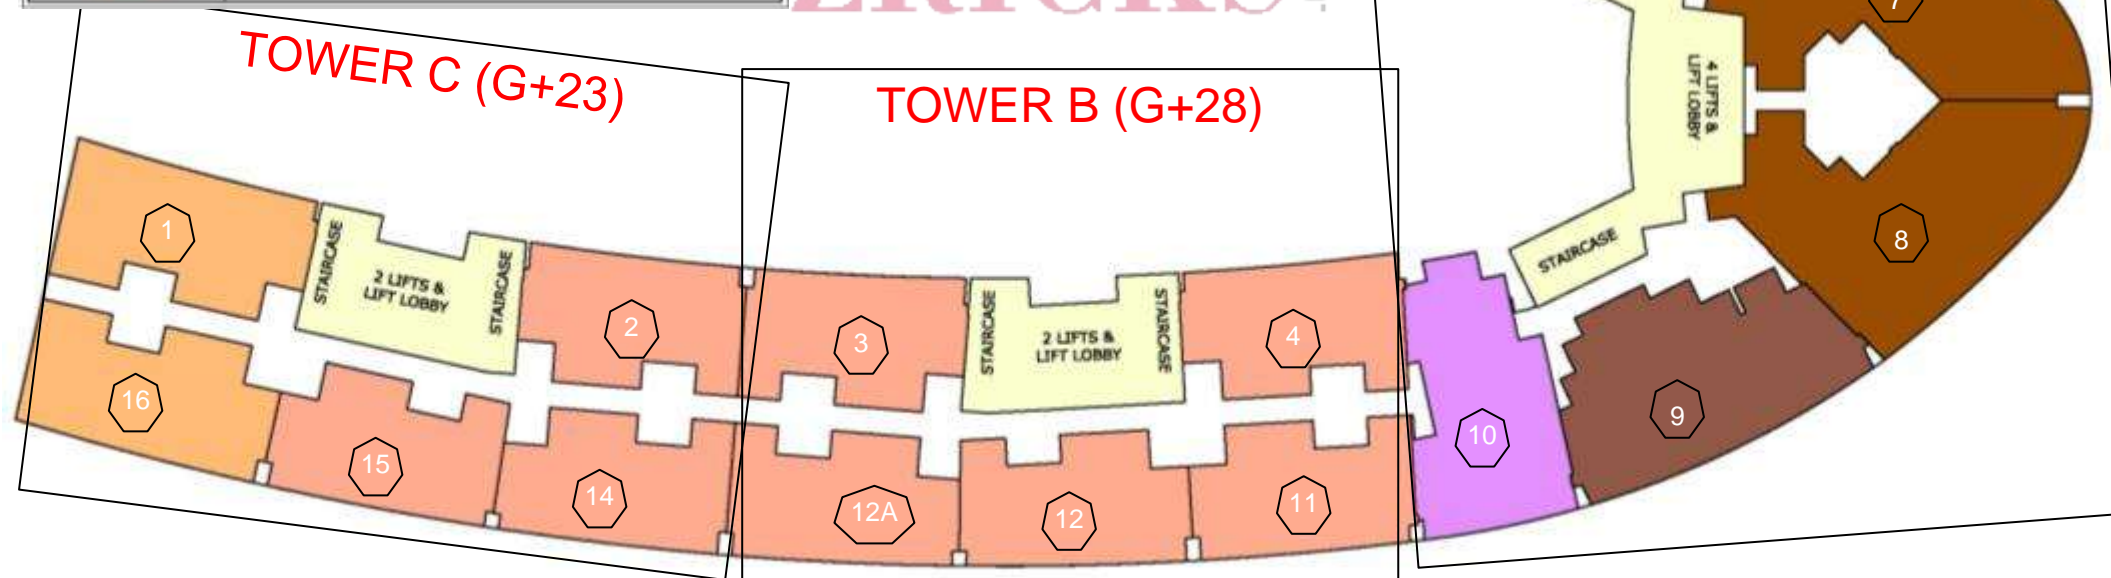 TOWER C (G+23)
TOWER B (G+28)
7
4 LIFTS &
LIFT LOBBY
8
STAIRCASE
1
STAIRCASE
2 LIFTS &
LIFT LOBBY
STAIRCASE
2
3
STAIRCASE
2 LIFTS &
LIFT LOBBY
STAIRCASE
4
16
15
14
12A
12
11
10
9